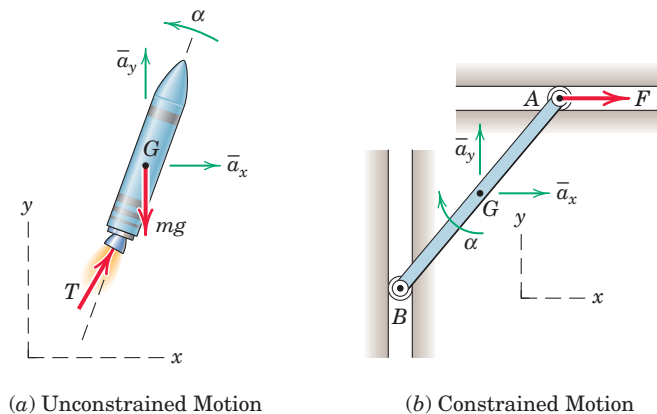 α
a̅y
G
a̅x
mg
T
y
x
(a) Unconstrained Motion
A
F
a̅y
a̅x
G
α
B
y
x
(b) Constrained Motion